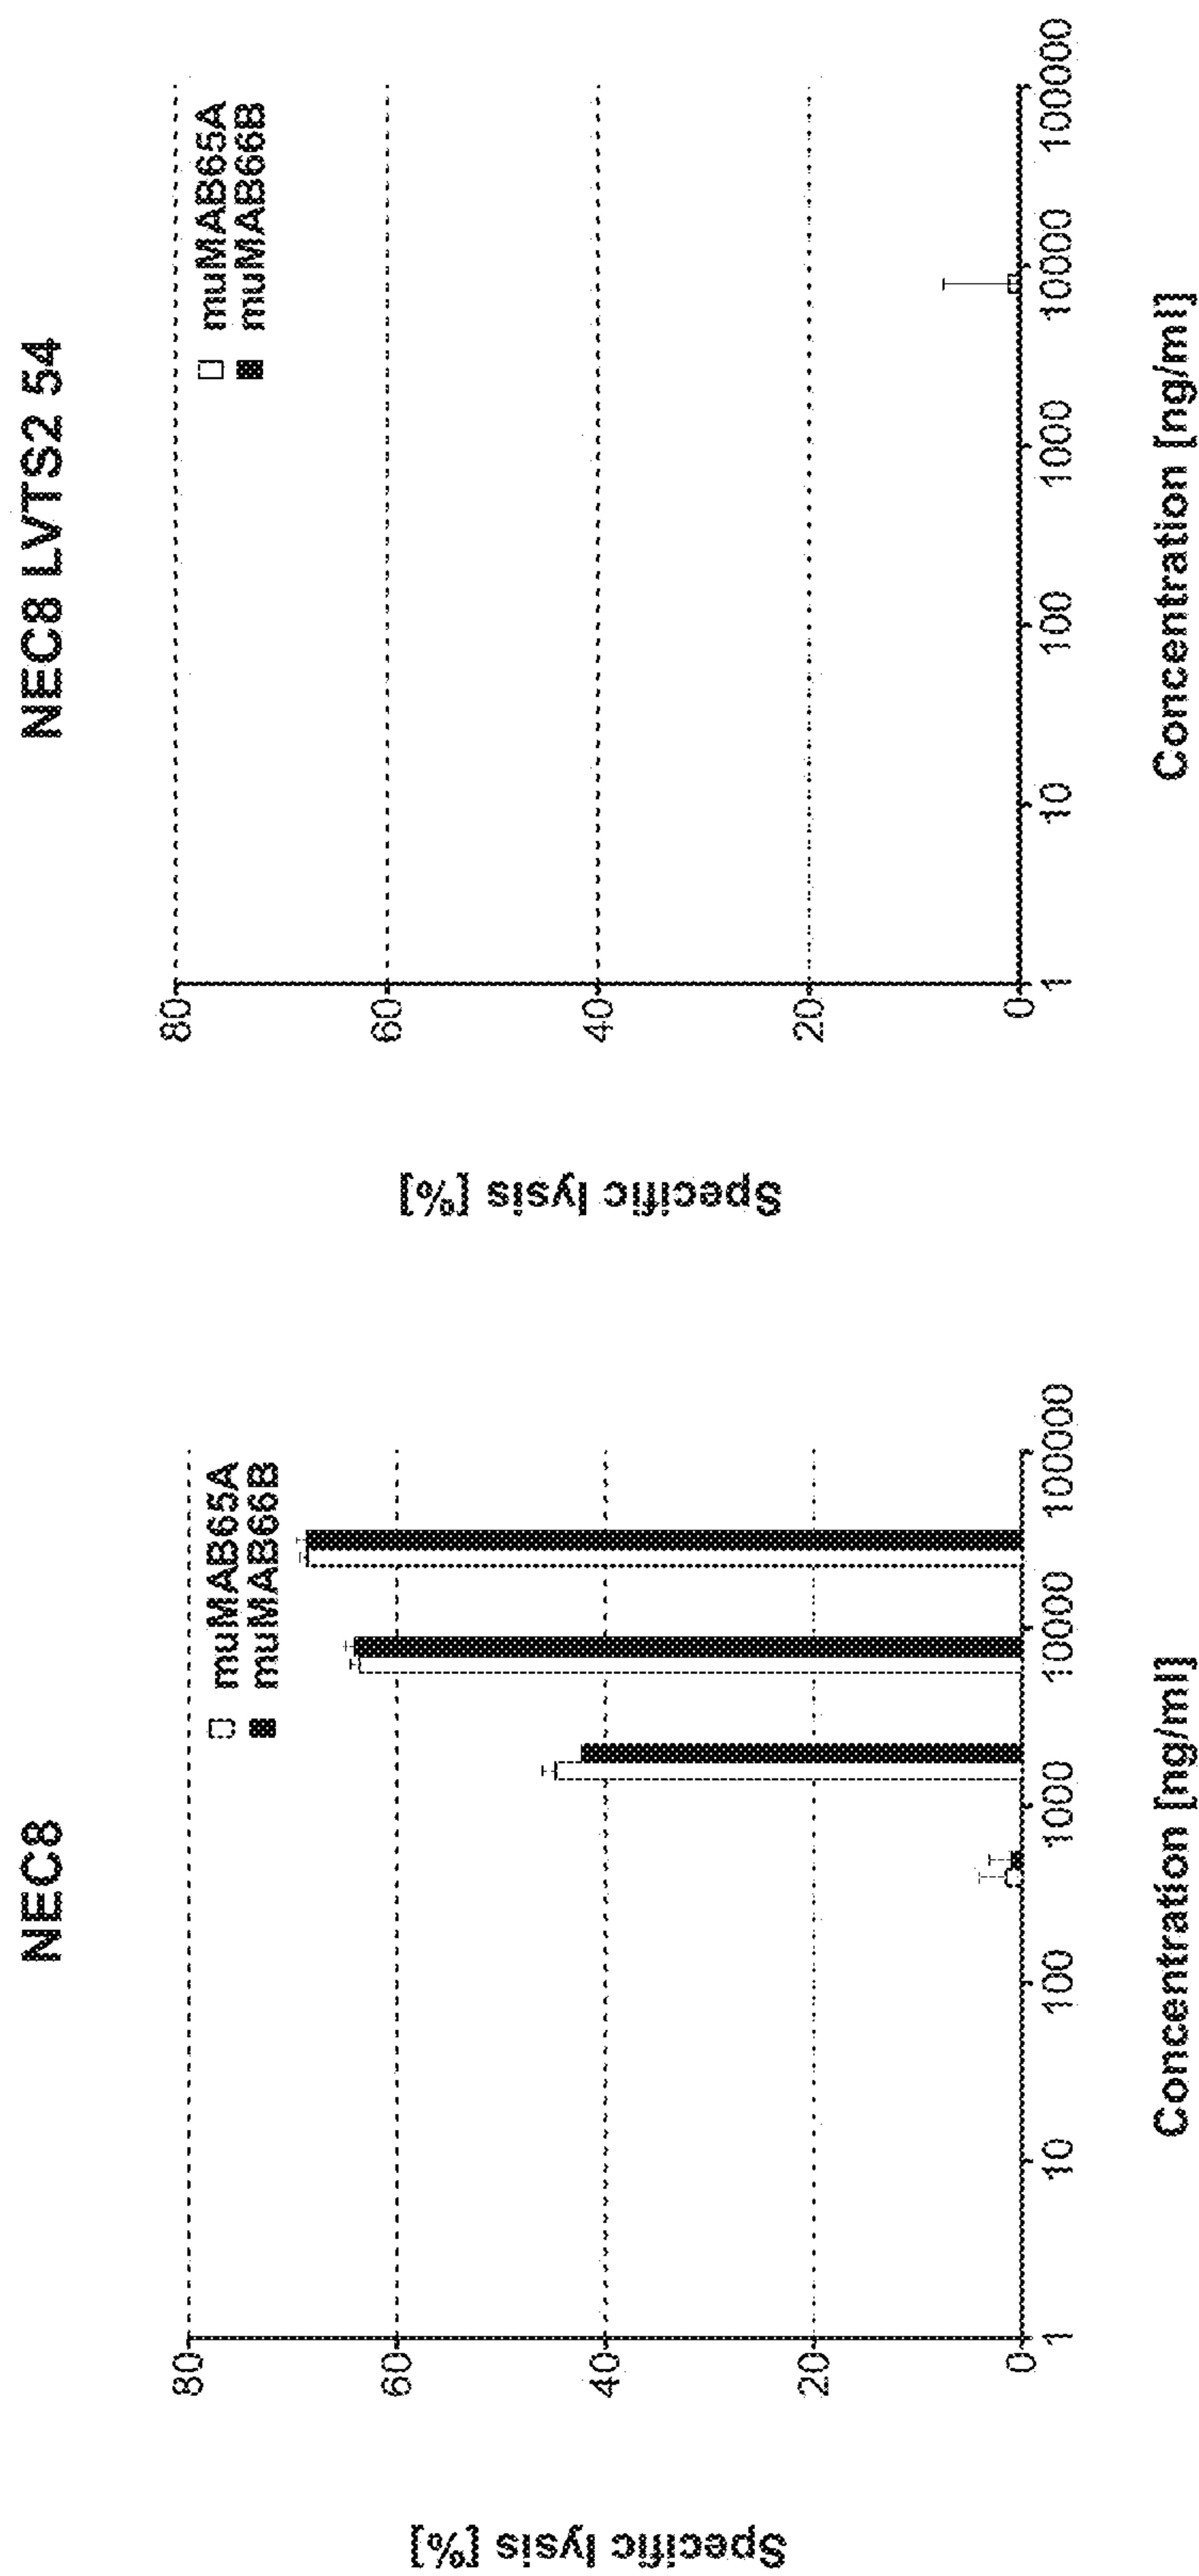 NEC8
Specific lysis [%]
80
60
40
20
0
muMAB65A
muMAB66B
1
10
100
1000
10000
100000
Concentration [ng/ml]
NEC8 LVTS2 54
Specific lysis [%]
80
60
40
20
0
muMAB65A
muMAB66B
1
10
100
1000
10000
100000
Concentration [ng/ml]